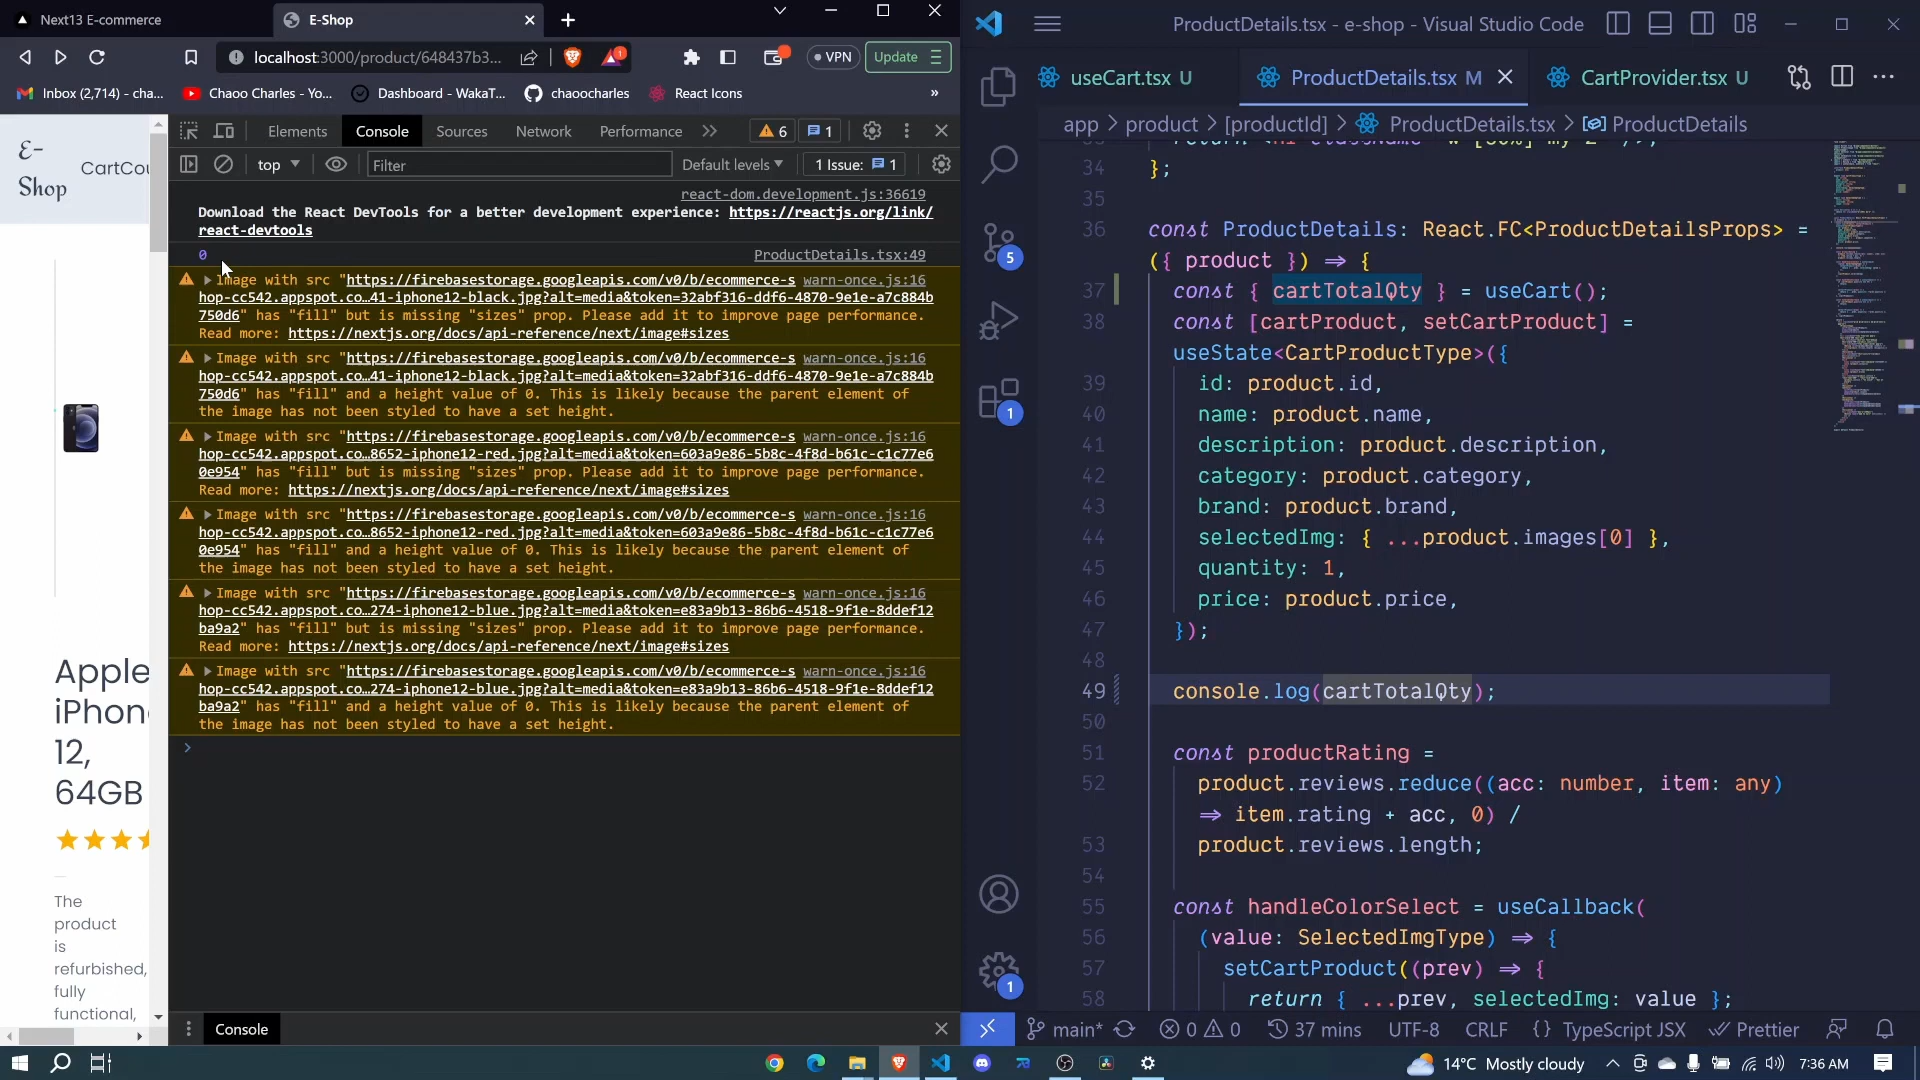 Next13 E-commerce
E-Shop
localhost:3000/product/648437b3...
1
VPN
Update
Inbox (2,714) - cha...
Chaoo Charles - Yo...
Dashboard - WakaT...
chaoocharles
React Icons
»
E-
Shop
CartCou
Apple
iPhon
12,
64GB
The
product
is
refurbished,
fully
functional,
Elements
Console
Sources
Network
Performance
6
1
top
Filter
Default levels
1 Issue: 1
react-dom.development.js:36619
Download the React DevTools for a better development experience: https://reactjs.org/link/
react-devtools
0
ProductDetails.tsx:49
Image with src "https://firebasestorage.googleapis.com/v0/b/ecommerce-s warn-once.js:16
hop-cc542.appspot.co…41-iphone12-black.jpg?alt=media&token=32abf316-ddf6-4870-9e1e-a7c884b
750d6" has "fill" but is missing "sizes" prop. Please add it to improve page performance.
Read more: https://nextjs.org/docs/api-reference/next/image#sizes
Image with src "https://firebasestorage.googleapis.com/v0/b/ecommerce-s warn-once.js:16
hop-cc542.appspot.co…41-iphone12-black.jpg?alt=media&token=32abf316-ddf6-4870-9e1e-a7c884b
750d6" has "fill" and a height value of 0. This is likely because the parent element of
the image has not been styled to have a set height.
Image with src "https://firebasestorage.googleapis.com/v0/b/ecommerce-s warn-once.js:16
hop-cc542.appspot.co…8652-iphone12-red.jpg?alt=media&token=603a9e86-5b8c-4f8d-b61c-c1c77e6
0e954" has "fill" but is missing "sizes" prop. Please add it to improve page performance.
Read more: https://nextjs.org/docs/api-reference/next/image#sizes
Image with src "https://firebasestorage.googleapis.com/v0/b/ecommerce-s warn-once.js:16
hop-cc542.appspot.co…8652-iphone12-red.jpg?alt=media&token=603a9e86-5b8c-4f8d-b61c-c1c77e6
0e954" has "fill" and a height value of 0. This is likely because the parent element of
the image has not been styled to have a set height.
Image with src "https://firebasestorage.googleapis.com/v0/b/ecommerce-s warn-once.js:16
hop-cc542.appspot.co…274-iphone12-blue.jpg?alt=media&token=e83a9b13-86b6-4518-9f1e-8ddef12
ba9a2" has "fill" but is missing "sizes" prop. Please add it to improve page performance.
Read more: https://nextjs.org/docs/api-reference/next/image#sizes
Image with src "https://firebasestorage.googleapis.com/v0/b/ecommerce-s warn-once.js:16
hop-cc542.appspot.co…274-iphone12-blue.jpg?alt=media&token=e83a9b13-86b6-4518-9f1e-8ddef12
ba9a2" has "fill" and a height value of 0. This is likely because the parent element of
the image has not been styled to have a set height.
Console
ProductDetails.tsx - e-shop - Visual Studio Code
useCart.tsx U
ProductDetails.tsx M
CartProvider.tsx U
app > product > [productId] > ProductDetails.tsx > ProductDetails
5
1
1
34 };
35
36 const ProductDetails: React.FC<ProductDetailsProps> =
({ product }) => {
37 const { cartTotalQty } = useCart();
38 const [cartProduct, setCartProduct] =
useState<CartProductType>({
39 id: product.id,
40 name: product.name,
41 description: product.description,
42 category: product.category,
43 brand: product.brand,
44 selectedImg: { ...product.images[0] },
45 quantity: 1,
46 price: product.price,
47 });
48
49 console.log(cartTotalQty);
50
51 const productRating =
52 product.reviews.reduce((acc: number, item: any)
=> item.rating + acc, 0) /
53 product.reviews.length;
54
55 const handleColorSelect = useCallback(
56 (value: SelectedImgType) => {
57 setCartProduct((prev) => {
58 return { ...prev, selectedImg: value };
main*
0
0
37 mins
UTF-8
CRLF
{} TypeScript JSX
Prettier
14°C Mostly cloudy
7:36 AM